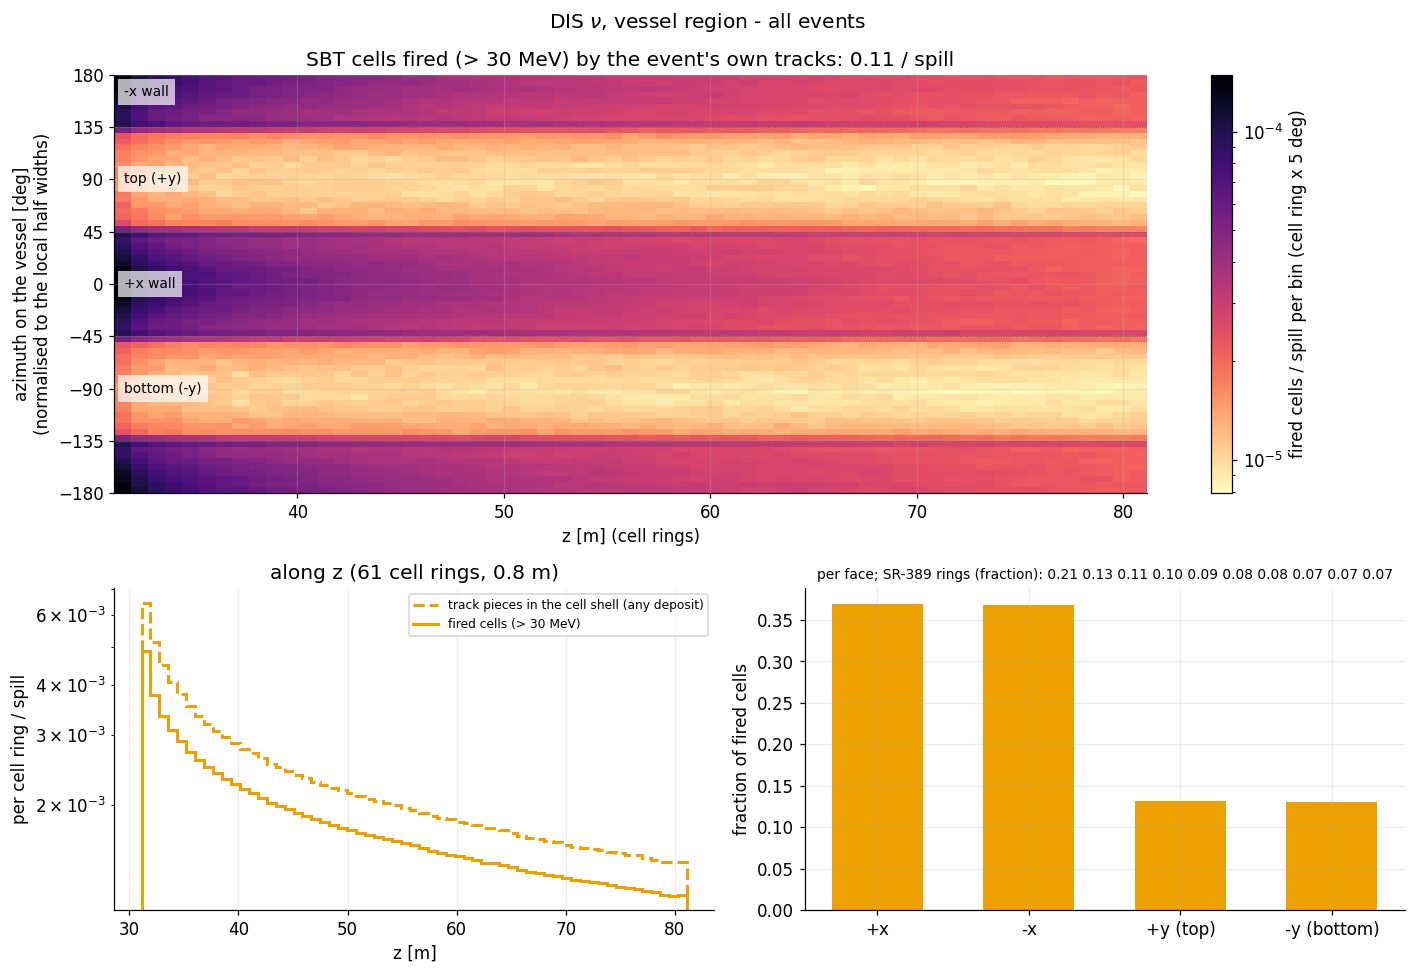 DIS ν, vessel region - all events
SBT cells fired (> 30 MeV) by the event's own tracks: 0.11 / spill
180
135
90
45
0
−45
−90
−135
−180
azimuth on the vessel [deg]
(normalised to the local half widths)
-x wall
top (+y)
+x wall
bottom (-y)
40
50
60
70
80
z [m] (cell rings)
10⁻⁴
10⁻⁵
fired cells / spill per bin (cell ring x 5 deg)
along z (61 cell rings, 0.8 m)
6 × 10⁻³
4 × 10⁻³
3 × 10⁻³
2 × 10⁻³
per cell ring / spill
track pieces in the cell shell (any deposit)
fired cells (> 30 MeV)
30
40
50
60
70
80
z [m]
per face; SR-389 rings (fraction): 0.21 0.13 0.11 0.10 0.09 0.08 0.08 0.07 0.07 0.07
0.35
0.30
0.25
0.20
0.15
0.10
0.05
0.00
fraction of fired cells
+x
-x
+y (top)
-y (bottom)